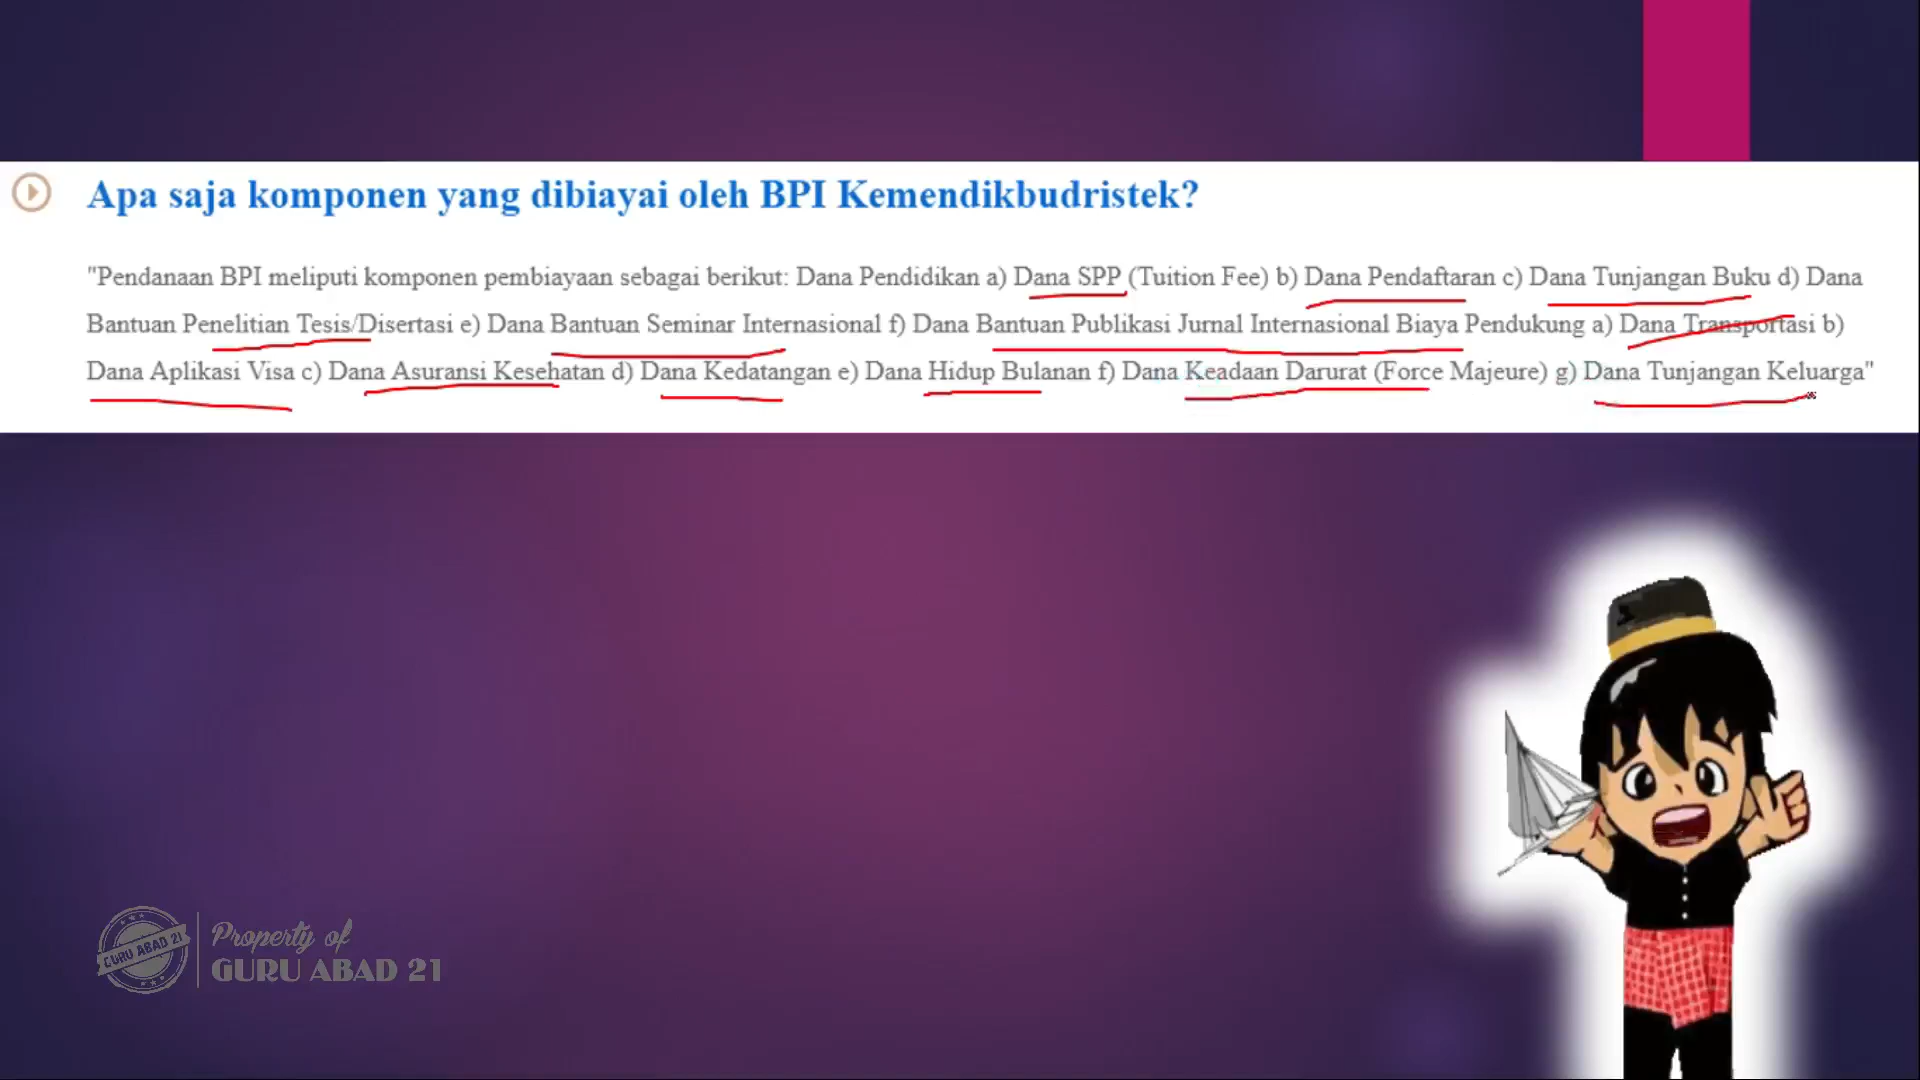 Apa saja komponen yang dibiayai oleh BPI Kemendikbudristek?
"Pendanaan BPI meliputi komponen pembiayaan sebagai berikut: Dana Pendidikan a) Dana SPP (Tuition Fee) b) Dana Pendaftaran c) Dana Tunjangan Buku d) Dana
Bantuan Penelitian Tesis/Disertasi e) Dana Bantuan Seminar Internasional f) Dana Bantuan Publikasi Jurnal Internasional Biaya Pendukung a) Dana Transportasi b)
Dana Aplikasi Visa c) Dana Asuransi Kesehatan d) Dana Kedatangan e) Dana Hidup Bulanan f) Dana Keadaan Darurat (Force Majeure) g) Dana Tunjangan Keluarga"
GURU ABAD 21
Property of
GURU ABAD 21